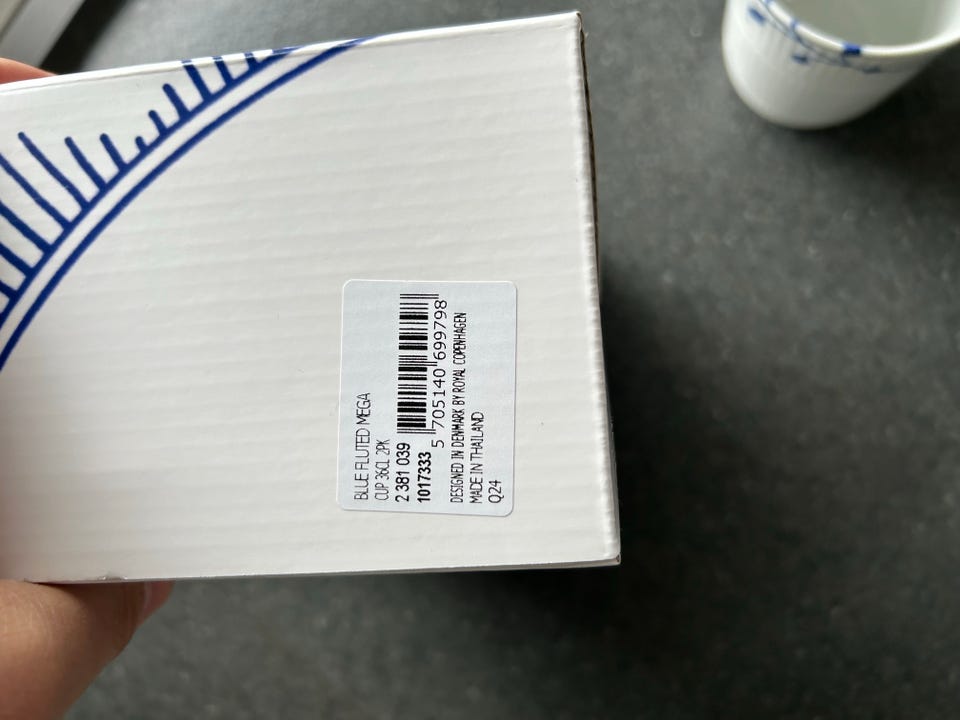 BLUE FLUTED MEGA
CUP 36CL 2PK
2 381 039
1017333
5 705140 699798
DESIGNED IN DENMARK BY ROYAL COPENHAGEN
MADE IN THAILAND
Q24